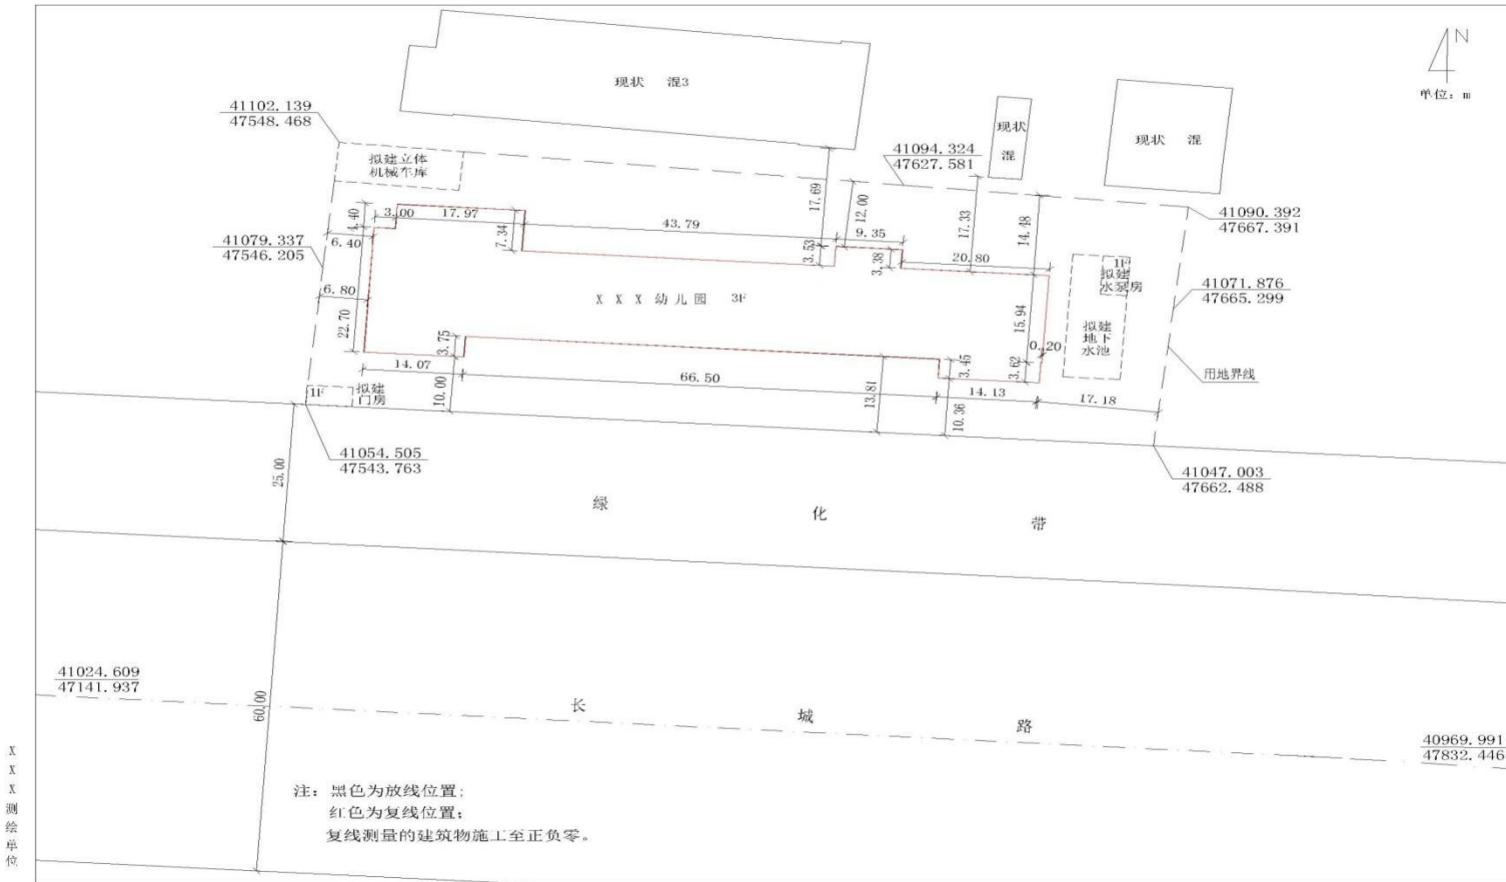 N
单位：m
现状 混3
现状
混
现状 混
41102.139
47548.468
拟建立体
机械车库
41094.324
47627.581
17.69
12.00
17.33
14.48
41090.392
47667.391
4.40
3.00
17.97
7.34
43.79
3.53
9.35
3.38
20.80
6.40
41079.337
47546.205
1F
拟建
水泵房
41071.876
47665.299
6.80
XXX幼儿园 3F
22.70
3.75
15.94
拟建
地下
水池
0.20
14.07
10.00
66.50
13.81
3.45
3.62
10.36
14.13
17.18
用地界线
1F
拟建
门房
41054.505
47543.763
41047.003
47662.488
25.00
绿化带
41024.609
47141.937
60.00
长城路
40969.991
47832.446
注：黑色为放线位置；
红色为复线位置；
复线测量的建筑物施工至正负零。
XXX测绘单位